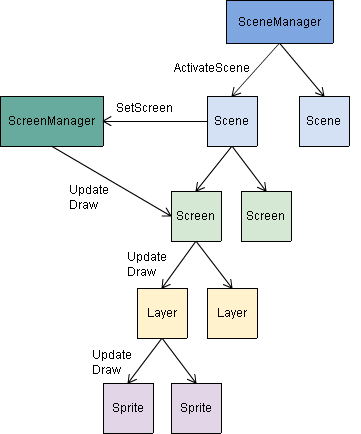 SceneManager
ActivateScene
SetScreen
ScreenManager
Scene
Scene
Update
Draw
Screen
Screen
Update
Draw
Layer
Layer
Update
Draw
Sprite
Sprite